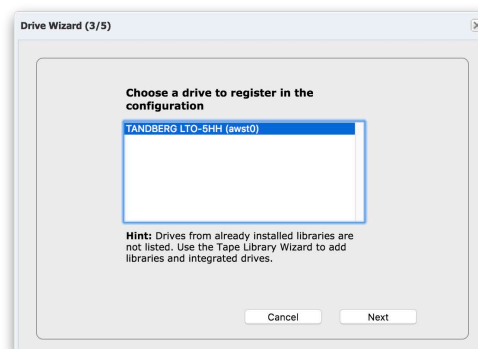 Drive Wizard (3/5)
Choose a drive to register in the
configuration
TANDBERG LTO-5HH (awst0)
Hint: Drives from already installed libraries are
not listed. Use the Tape Library Wizard to add
libraries and integrated drives.
Cancel
Next